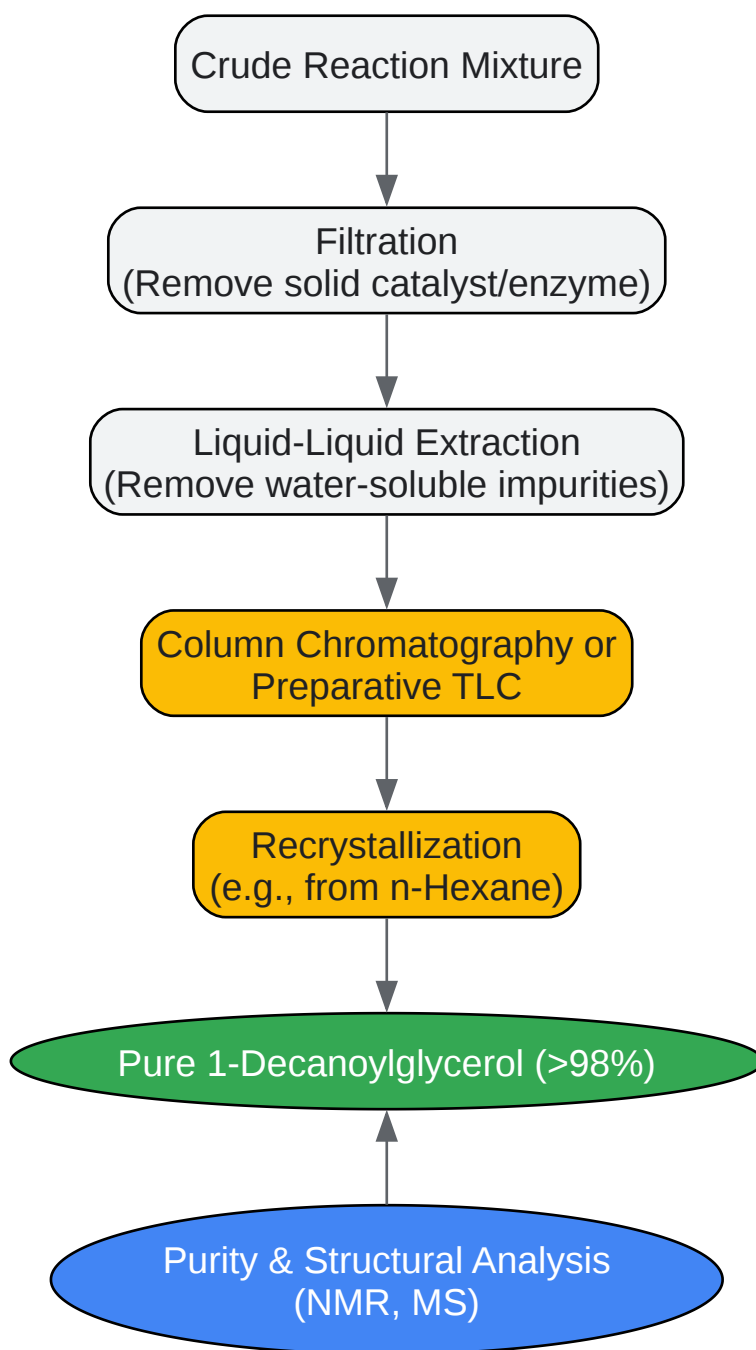 Crude Reaction Mixture
Filtration
(Remove solid catalyst/enzyme)
Liquid-Liquid Extraction
(Remove water-soluble impurities)
Column Chromatography or
Preparative TLC
Recrystallization
(e.g., from n-Hexane)
Pure 1-Decanoylglycerol (>98%)
Purity & Structural Analysis
(NMR, MS)